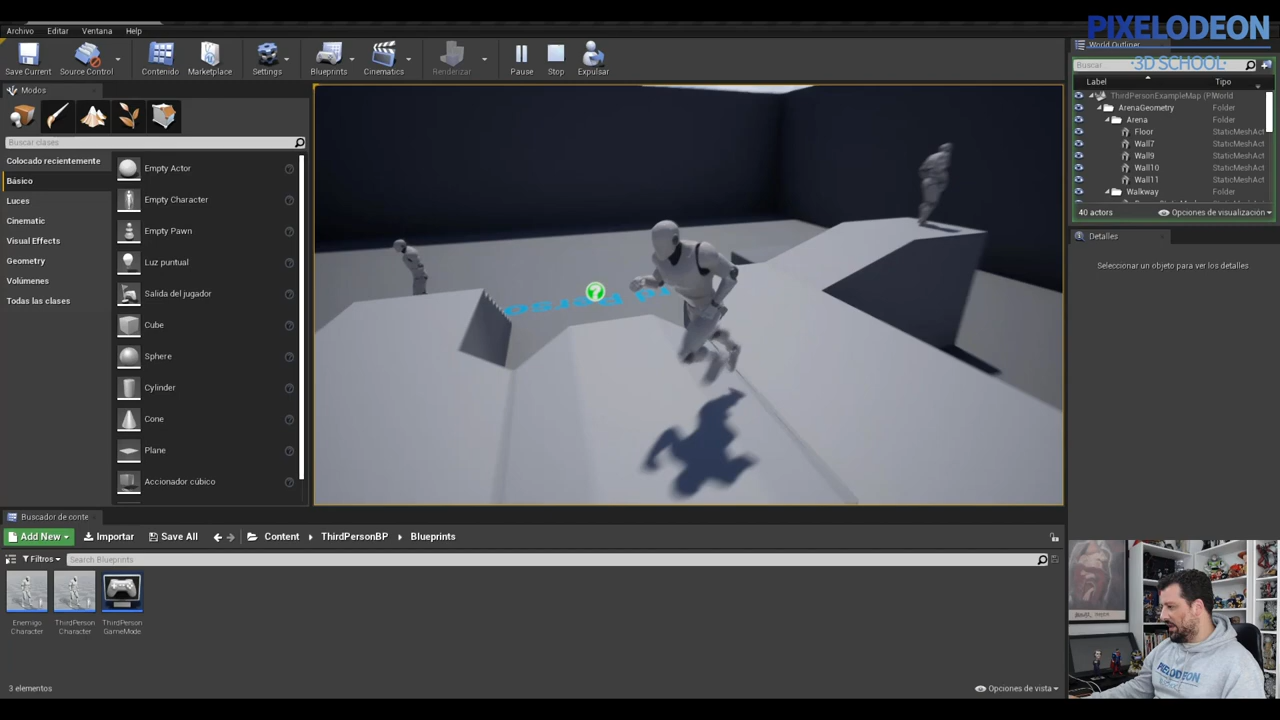 Archivo Editar Ventana Help
PIXELODEON
·3D SCHOOL·
Save Current Source Control Contenido Marketplace Settings Blueprints Cinematics Renderizar Pause Stop Expulsar
Modos
Buscar clases
Colocado recientemente
Básico
Luces
Cinematic
Visual Effects
Geometry
Volúmenes
Todas las clases
Empty Actor
Empty Character
Empty Pawn
Luz puntual
Salida del jugador
Cube
Sphere
Cylinder
Cone
Plane
Accionador cúbico
World Outliner
Buscar
Label Tipo
ThirdPersonExampleMap (P World
ArenaGeometry Folder
Arena Folder
Floor StaticMeshAct
Wall7 StaticMeshAct
Wall9 StaticMeshAct
Wall10 StaticMeshAct
Wall11 StaticMeshAct
Walkway Folder
40 actors Opciones de visualización
Detalles
Seleccionar un objeto para ver los detalles.
Buscador de conte
Add New Importar Save All Content ThirdPersonBP Blueprints
Filtros Search Blueprints
Enemigo
Character
ThirdPerson
Character
ThirdPerson
GameMode
3 elementos Opciones de vista
PIXELODEON